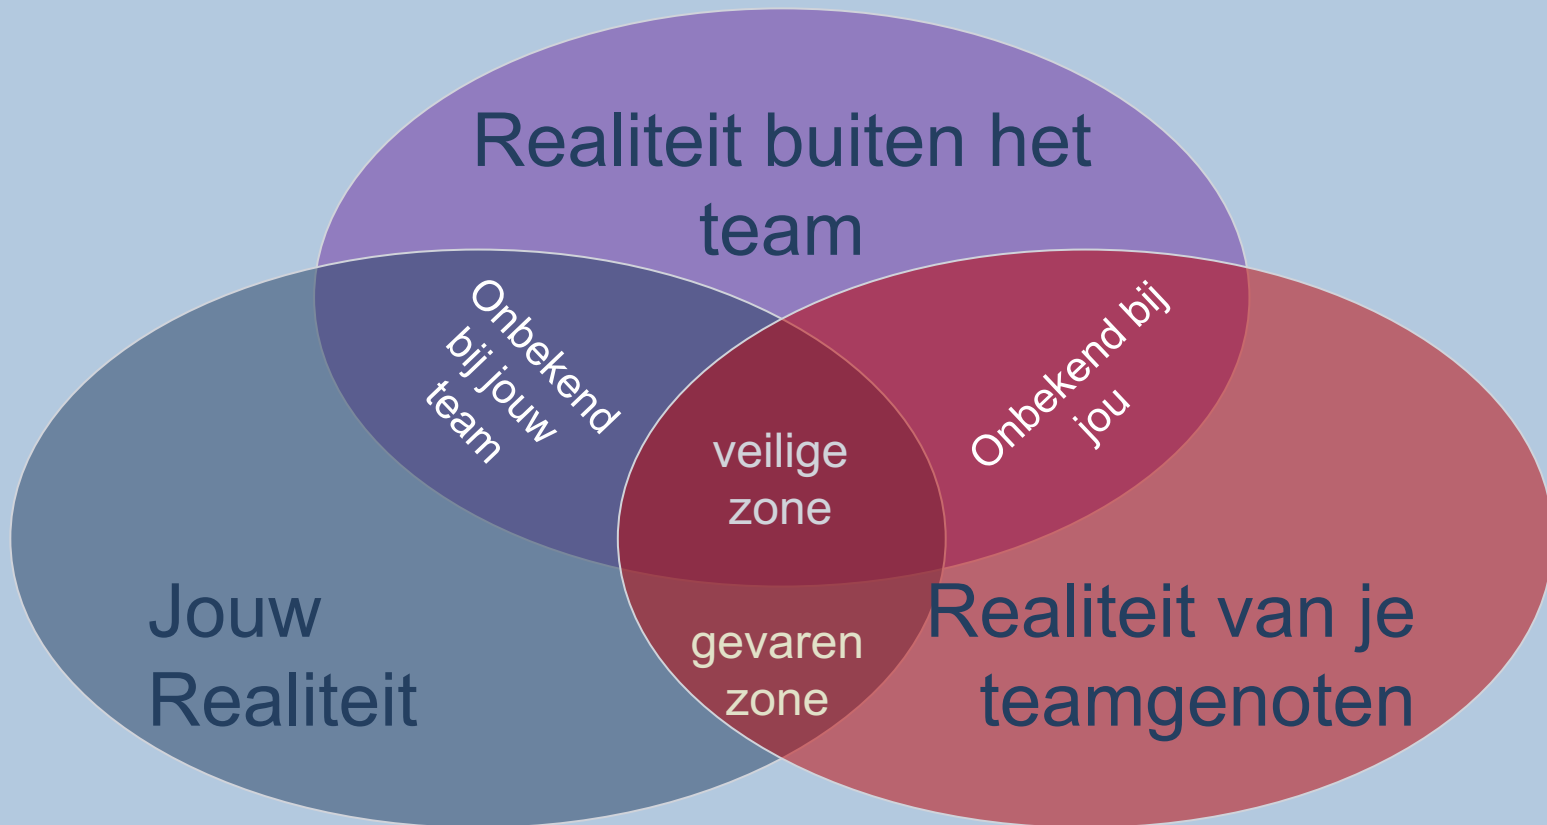 Realiteit buiten het
team
Onbekend
bij jouw
team
Onbekend bij
jou
veilige
zone
Jouw
Realiteit
gevaren
zone
Realiteit van je
teamgenoten